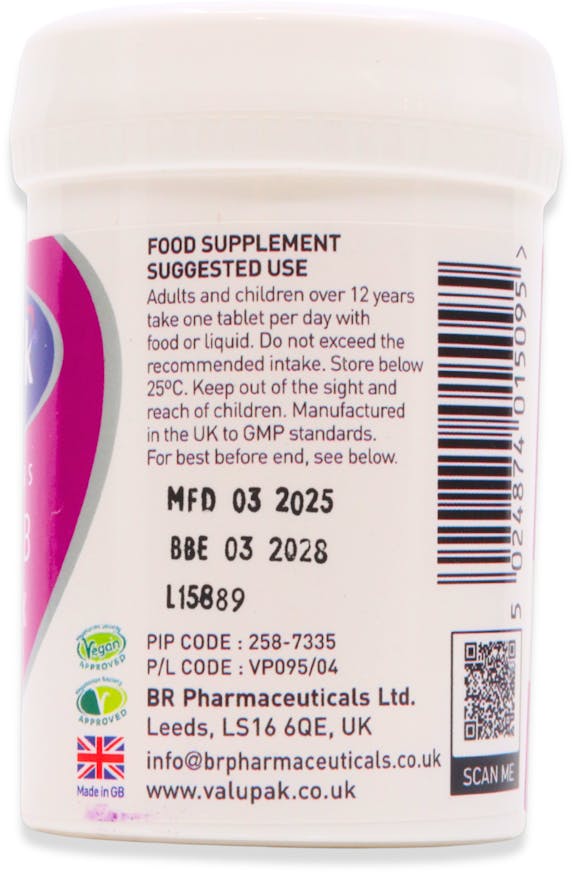 FOOD SUPPLEMENT
SUGGESTED USE
Adults and children over 12 years
take one tablet per day with
food or liquid. Do not exceed the
recommended intake. Store below
25°C. Keep out of the sight and
reach of children. Manufactured
in the UK to GMP standards.
For best before end, see below.
MFD 03 2025
BBE 03 2028
L15889
Vegan
APPROVED
Vegetarian Society
APPROVED
Made in GB
PIP CODE : 258-7335
P/L CODE : VP095/04
BR Pharmaceuticals Ltd.
Leeds, LS16 6QE, UK
info@brpharmaceuticals.co.uk
www.valupak.co.uk
5 024874 015095 >
SCAN ME